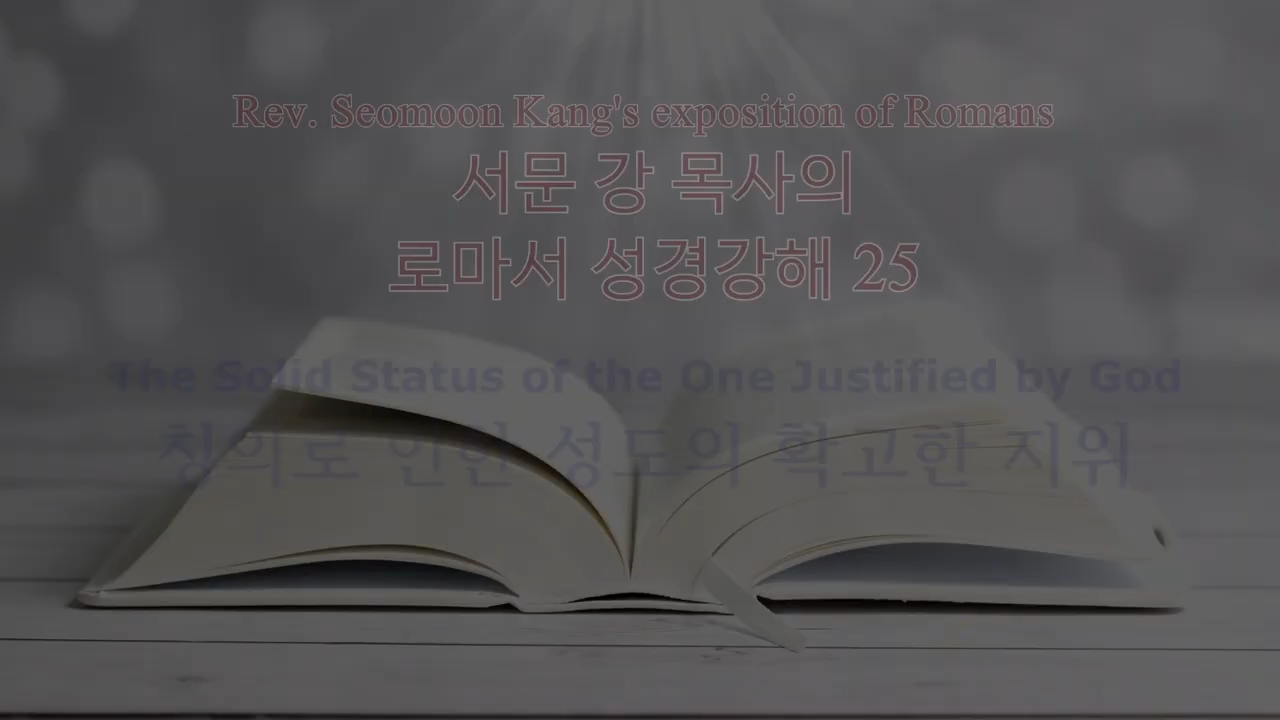 Rev. Seomoon Kang's exposition of Romans
서문 강 목사의
로마서 성경강해 25
The Solid Status of the One Justified by God
칭의로 인한 성도의 확고한 지위